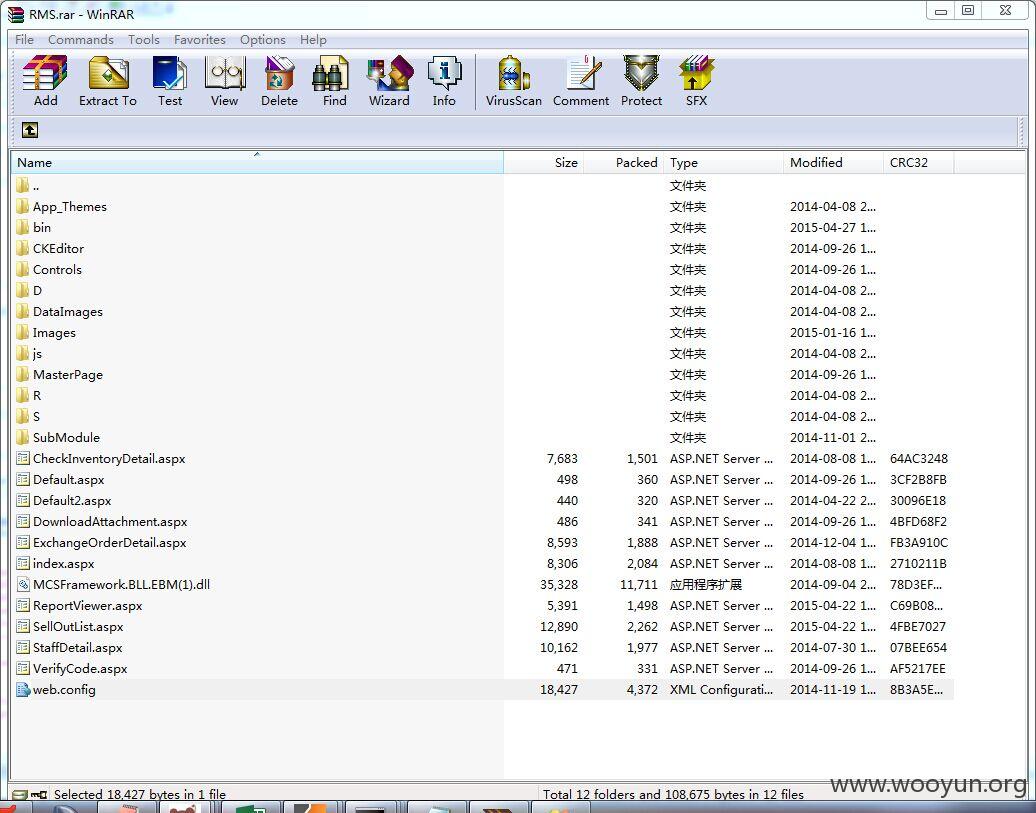 RMS.rar - WinRAR
File Commands Tools Favorites Options Help
Add Extract To Test View Delete Find Wizard Info VirusScan Comment Protect SFX
Name Size Packed Type Modified CRC32
.. 文件夹
App_Themes 文件夹 2014-04-08 2...
bin 文件夹 2015-04-27 1...
CKEditor 文件夹 2014-09-26 1...
Controls 文件夹 2014-09-26 1...
D 文件夹 2014-04-08 2...
DataImages 文件夹 2014-04-08 2...
Images 文件夹 2015-01-16 1...
js 文件夹 2014-04-08 2...
MasterPage 文件夹 2014-09-26 1...
R 文件夹 2014-04-08 2...
S 文件夹 2014-04-08 2...
SubModule 文件夹 2014-11-01 2...
CheckInventoryDetail.aspx 7,683 1,501 ASP.NET Server ... 2014-08-08 1... 64AC3248
Default.aspx 498 360 ASP.NET Server ... 2014-09-26 1... 3CF2B8FB
Default2.aspx 440 320 ASP.NET Server ... 2014-04-22 2... 30096E18
DownloadAttachment.aspx 486 341 ASP.NET Server ... 2014-09-26 1... 4BFD68F2
ExchangeOrderDetail.aspx 8,593 1,888 ASP.NET Server ... 2014-12-04 1... FB3A910C
index.aspx 8,306 2,084 ASP.NET Server ... 2014-08-08 1... 2710211B
MCSFramework.BLL.EBM(1).dll 35,328 11,711 应用程序扩展 2014-09-04 2... 78D3EF...
ReportViewer.aspx 5,391 1,498 ASP.NET Server ... 2015-04-22 1... C69B08...
SellOutList.aspx 12,890 2,262 ASP.NET Server ... 2015-04-22 1... 4FBE7027
StaffDetail.aspx 10,162 1,977 ASP.NET Server ... 2014-07-30 1... 07BEE654
VerifyCode.aspx 471 331 ASP.NET Server ... 2014-09-26 1... AF5217EE
web.config 18,427 4,372 XML Configurati... 2014-11-19 1... 8B3A5E...
www.wooyun.org
Selected 18,427 bytes in 1 file Total 12 folders and 108,675 bytes in 12 files